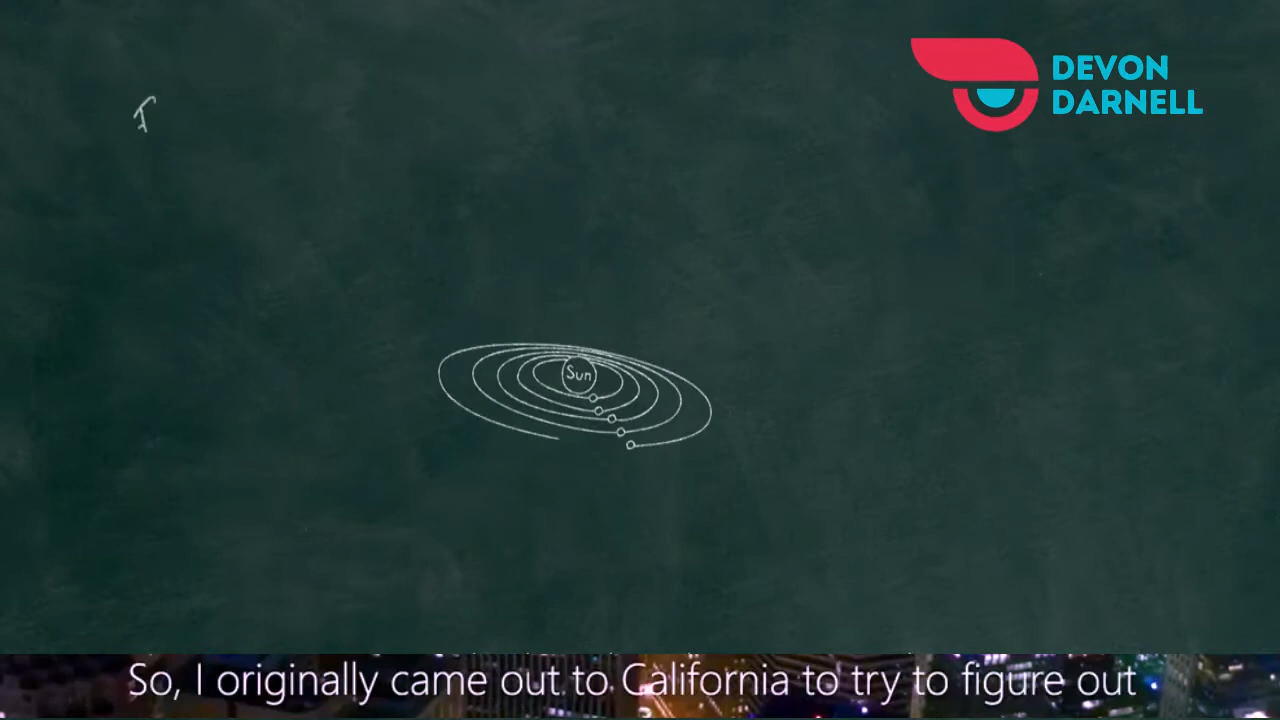 DEVON
DARNELL
Sun
So, I originally came out to California to try to figure out